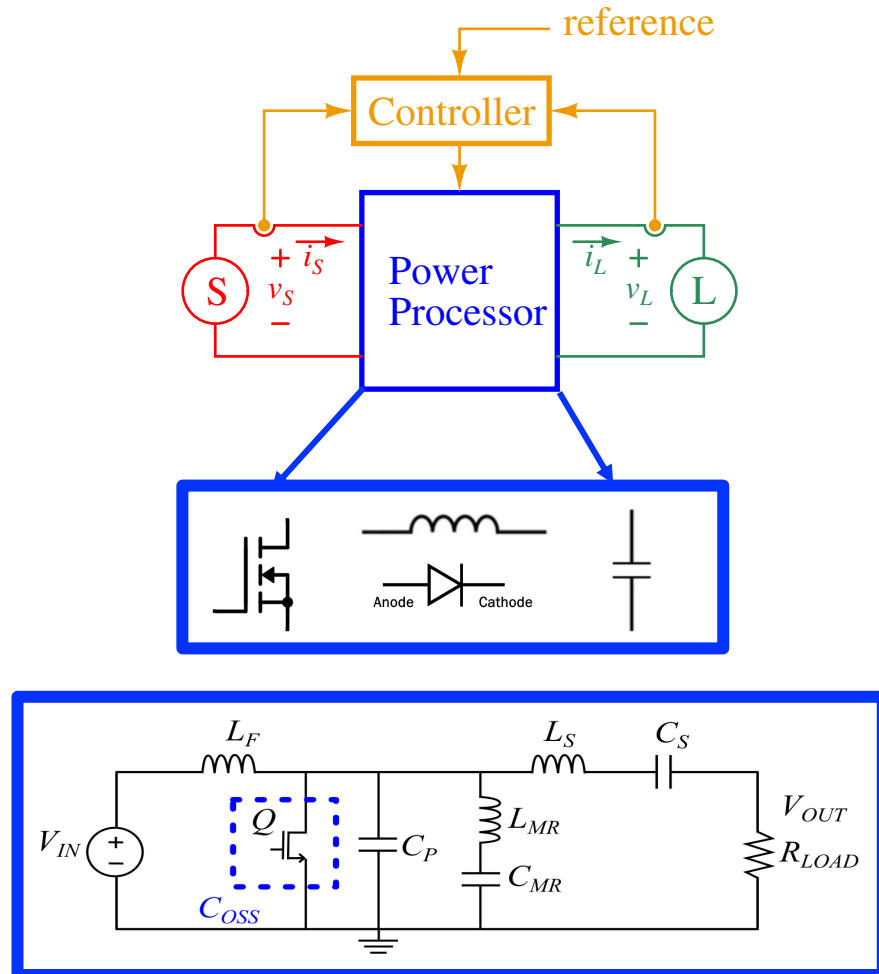 reference
Controller
S
+
v_S
−
i_S
Power
Processor
i_L
+
v_L
−
L
Anode
Cathode
L_F
L_S
C_S
V_IN
+
−
Q
C_OSS
C_P
L_MR
C_MR
V_OUT
R_LOAD